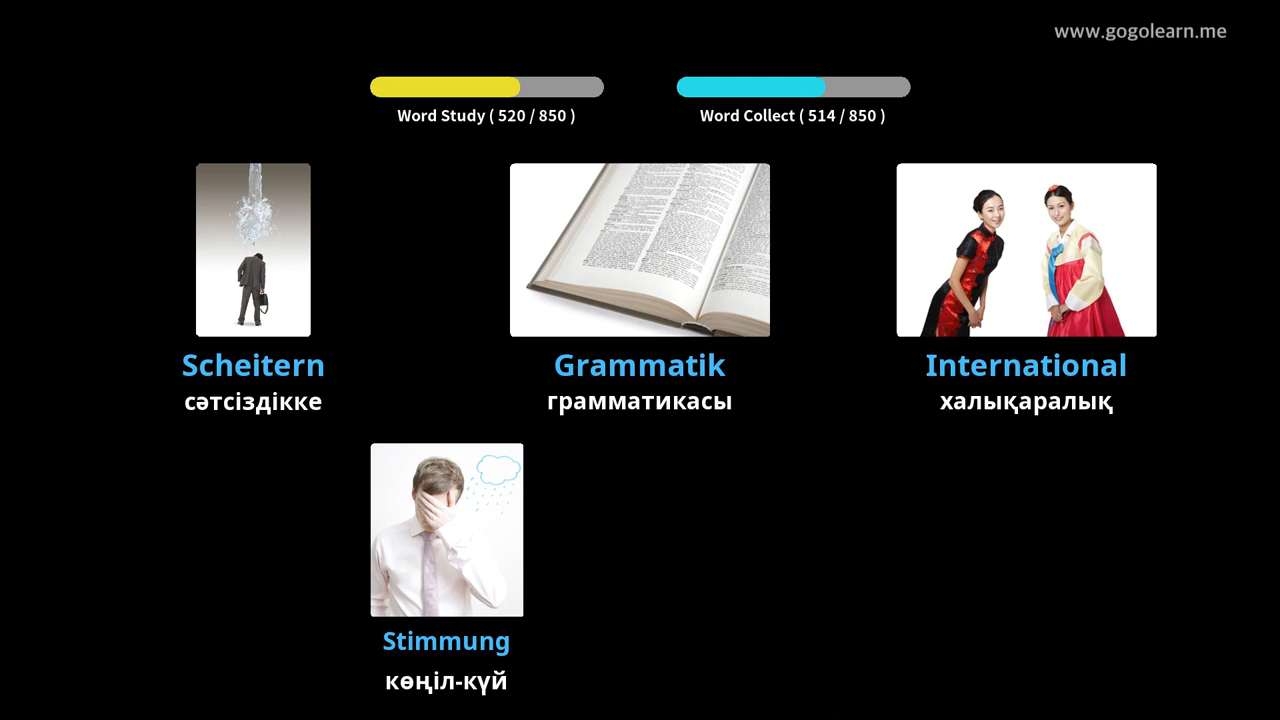 www.gogolearn.me
Word Study ( 520 / 850 )
Word Collect ( 514 / 850 )
Scheitern
сәтсіздікке
Grammatik
грамматикасы
International
халықаралық
Stimmung
көңіл-күй